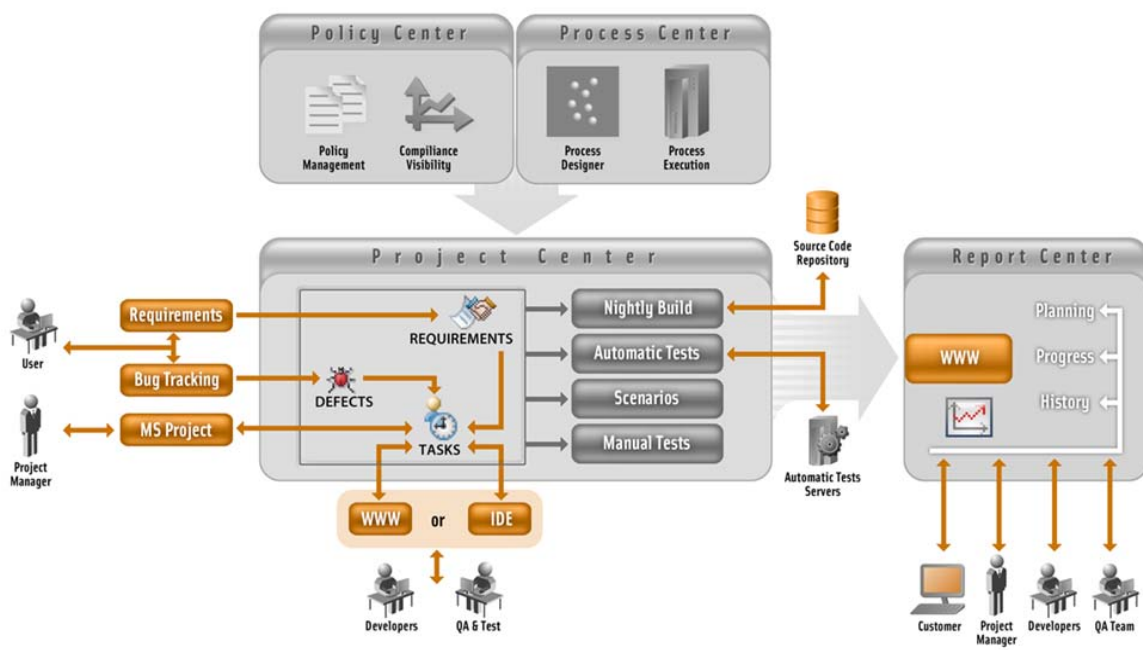 Policy Center
Process Center
Policy
Management
Compliance
Visibility
Process
Designer
Process
Execution
Project Center
Source Code
Repository
Report Center
Requirements
REQUIREMENTS
Nightly Build
Planning
User
Automatic Tests
WWW
Progress
Bug Tracking
DEFECTS
Scenarios
History
MS Project
TASKS
Manual Tests
Project
Manager
Automatic Tests
Servers
WWW
or
IDE
Developers
QA & Test
Customer
Project
Manager
Developers
QA Team